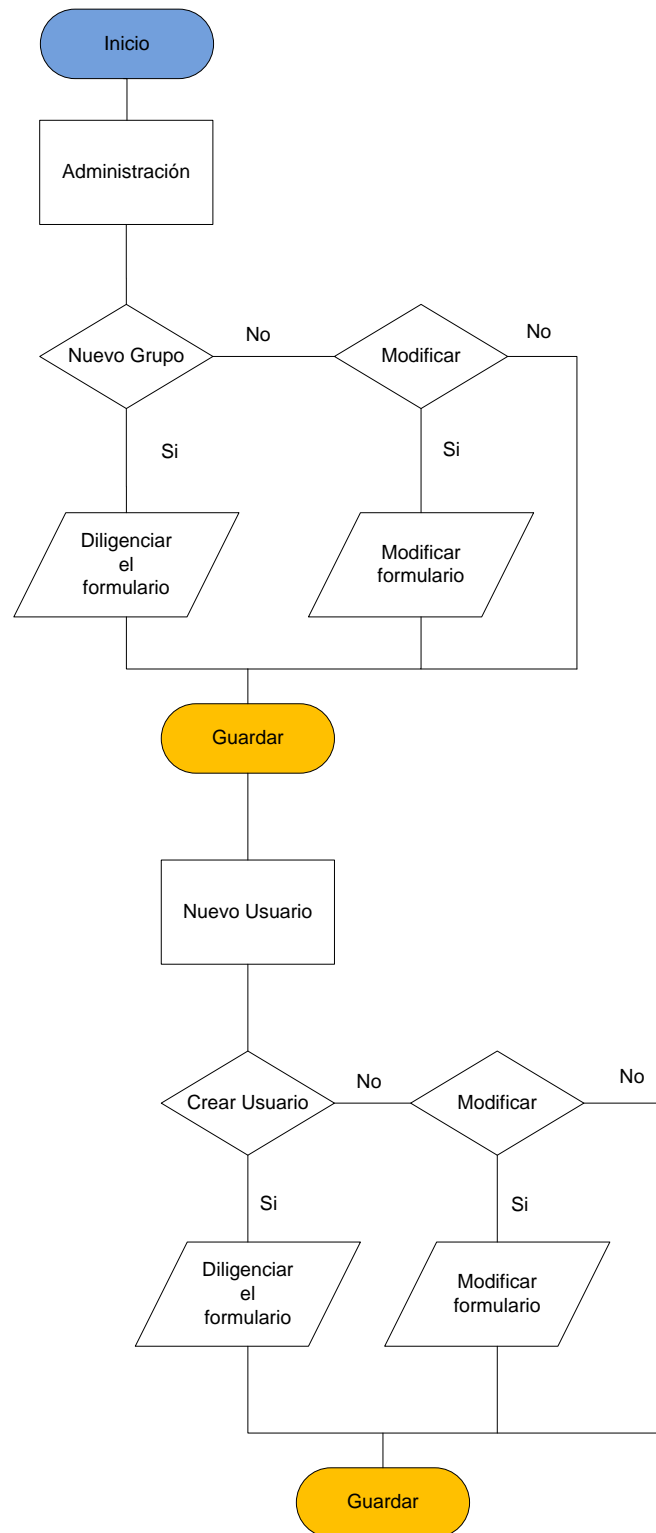 Inicio
Administración
Nuevo Grupo
No
Modificar
No
Si
Si
Diligenciar
el
formulario
Modificar
formulario
Guardar
Nuevo Usuario
Crear Usuario
No
Modificar
No
Si
Si
Diligenciar
el
formulario
Modificar
formulario
Guardar